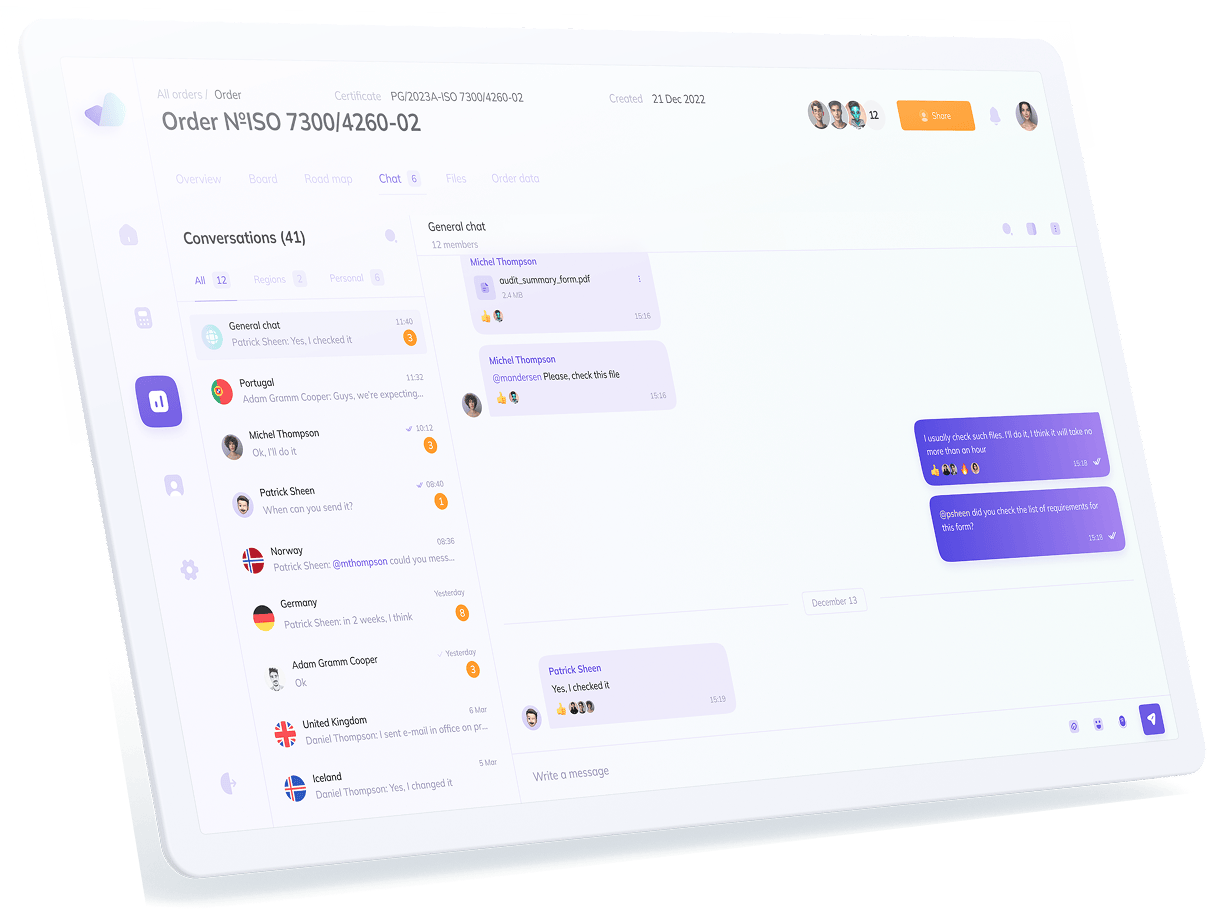 All orders / Order
Certificate PG/2023A-ISO 7300/4260-02
Created 21 Dec 2022
Order №ISO 7300/4260-02
12
Share
Overview
Board
Road map
Chat 6
Files
Order data
Conversations (41)
All 12
Regions 2
Personal 6
General chat
11:40
Patrick Sheen: Yes, I checked it
3
Portugal
11:32
Adam Gramm Cooper: Guys, we're expecting...
Michel Thompson
10:12
Ok, I'll do it
3
Patrick Sheen
08:40
When can you send it?
1
Norway
08:36
Patrick Sheen: @mthompson could you mess...
Germany
Yesterday
Patrick Sheen: in 2 weeks, I think
8
Adam Gramm Cooper
Yesterday
Ok
3
United Kingdom
6 Mar
Daniel Thompson: I sent e-mail in office on pr...
Iceland
5 Mar
Daniel Thompson: Yes, I changed it
General chat
12 members
Michel Thompson
audit_summary_form.pdf
2.4 MB
15:16
Michel Thompson
@mandersen Please, check this file
15:16
I usually check such files. I'll do it, I think it will take no
more than an hour
15:18
@psheen did you check the list of requirements for
this form?
15:18
December 13
Patrick Sheen
Yes, I checked it
15:19
Write a message